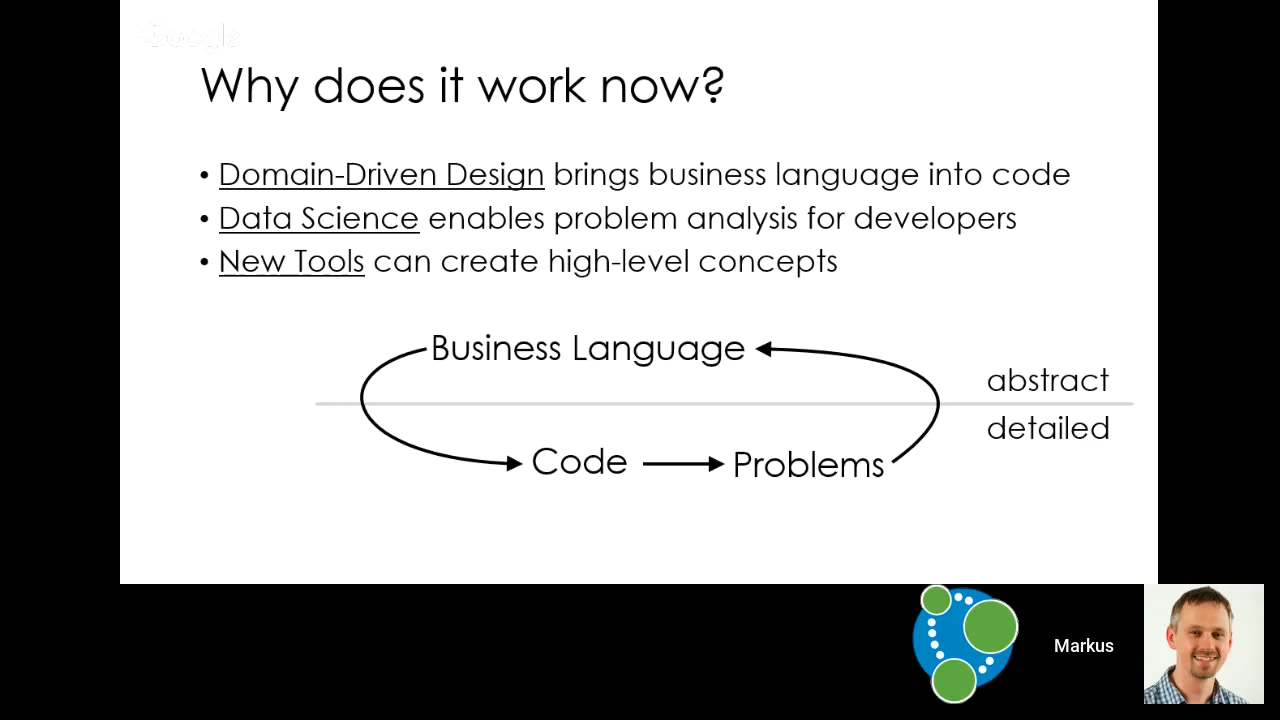 Google
Why does it work now?
• Domain-Driven Design brings business language into code
• Data Science enables problem analysis for developers
• New Tools can create high-level concepts
Business Language
abstract
detailed
Code
Problems
Markus